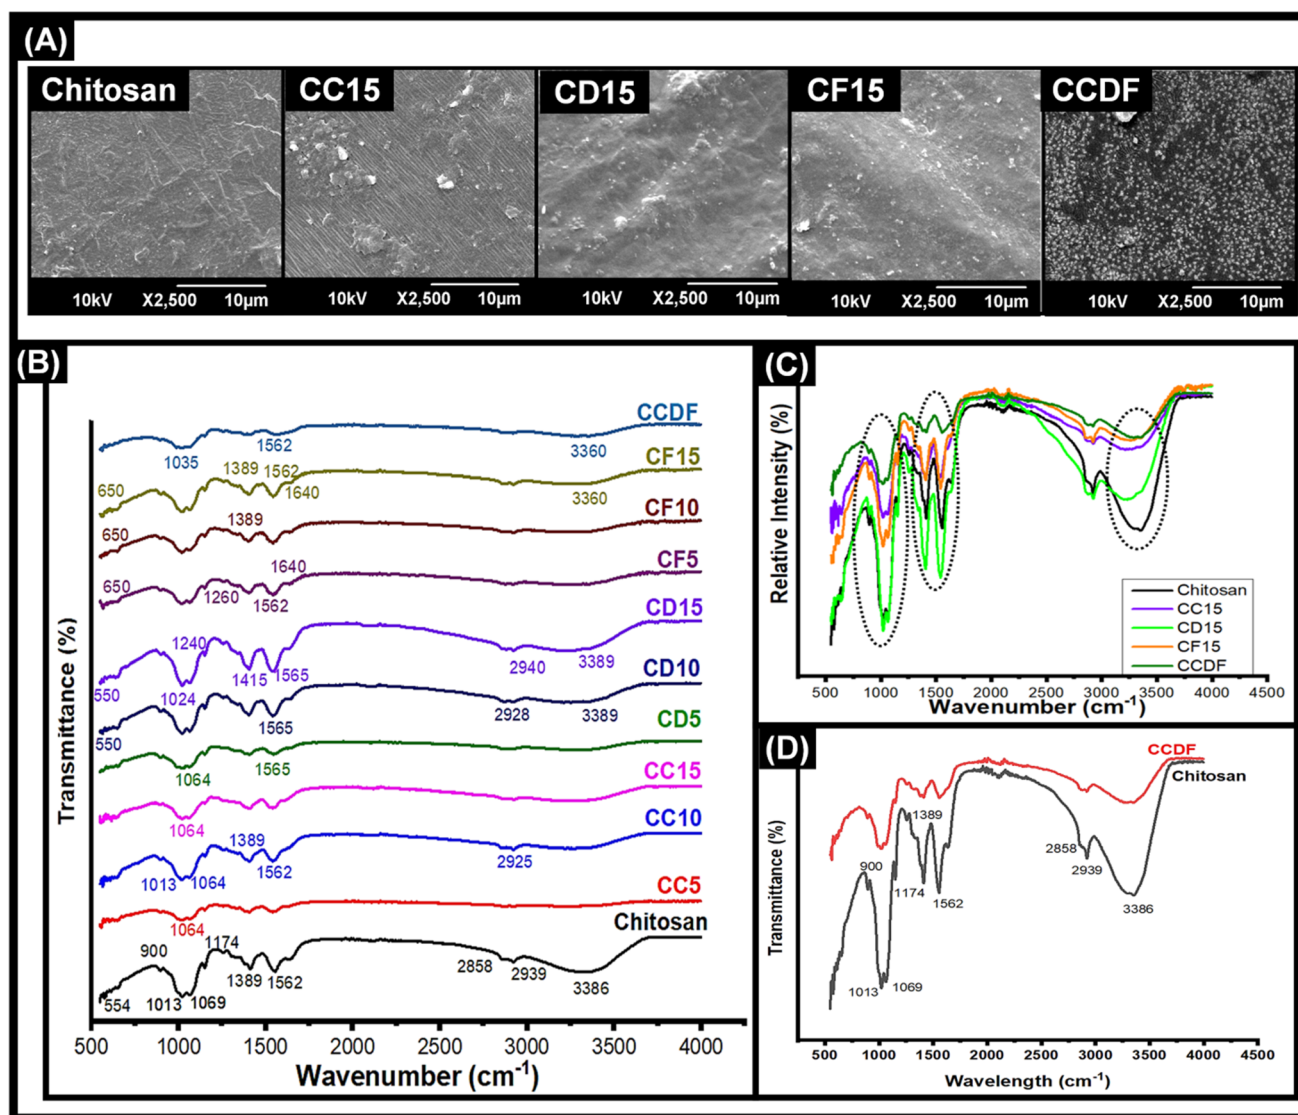 (A)
Chitosan
CC15
CD15
CF15
CCDF
10kV X2,500 10µm
10kV X2,500 10µm
10kV X2,500 10µm
10kV X2,500 10µm
10kV X2,500 10µm
(B)
Transmittance (%)
CCDF
1035
1562
3360
CF15
650
1389
1562
1640
3360
CF10
650
1389
CF5
650
1260
1562
1640
CD15
550
1024
1240
1415
1565
2940
3389
CD10
550
1565
2928
3389
CD5
1064
1565
CC15
1064
CC10
1013
1064
1389
1562
2925
CC5
1064
Chitosan
554
900
1013
1069
1174
1389
1562
2858
2939
3386
500 1000 1500 2000 2500 3000 3500 4000
Wavenumber (cm⁻¹)
(C)
Relative Intensity (%)
Chitosan
CC15
CD15
CF15
CCDF
500 1000 1500 2000 2500 3000 3500 4000 4500
Wavenumber (cm⁻¹)
(D)
Transmittance (%)
CCDF
Chitosan
900
1013
1069
1174
1389
1562
2858
2939
3386
500 1000 1500 2000 2500 3000 3500 4000 4500
Wavelength (cm⁻¹)